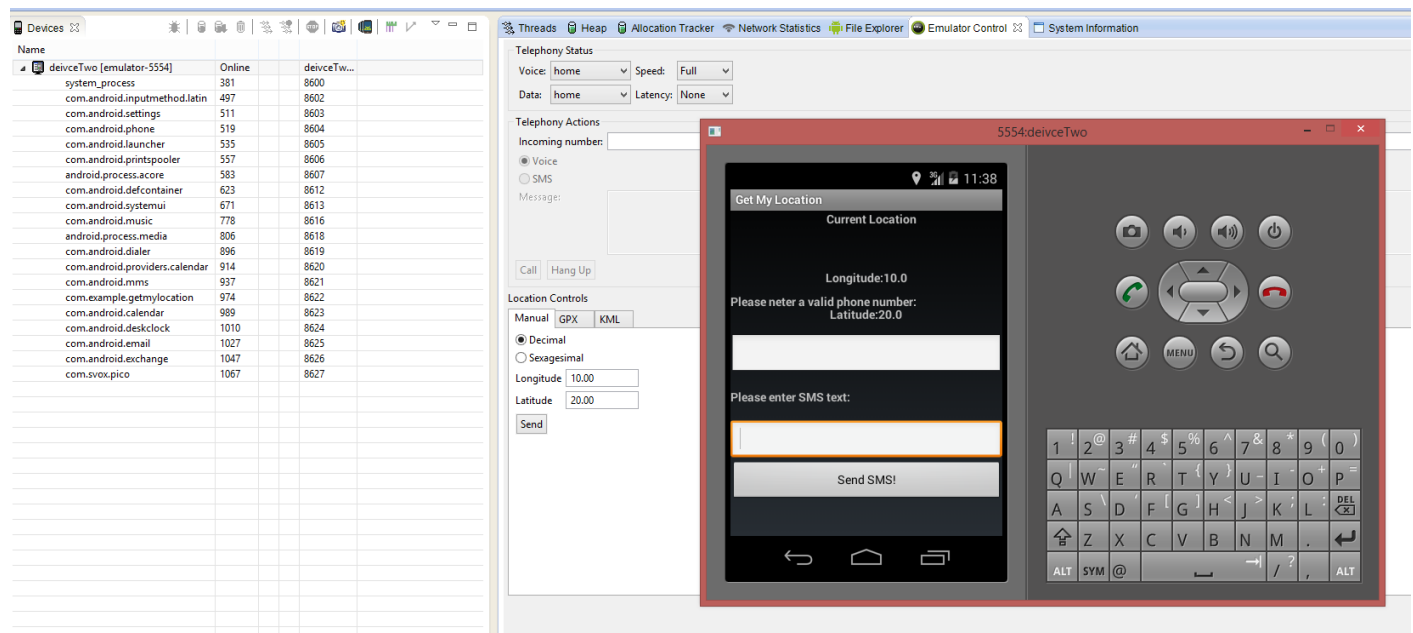 Devices
Name
deivceTwo [emulator-5554] Online deivceTw...
system_process 381 8600
com.android.inputmethod.latin 497 8602
com.android.settings 511 8603
com.android.phone 519 8604
com.android.launcher 535 8605
com.android.printspooler 557 8606
android.process.acore 583 8607
com.android.defcontainer 623 8612
com.android.systemui 671 8613
com.android.music 778 8616
android.process.media 806 8618
com.android.dialer 896 8619
com.android.providers.calendar 914 8620
com.android.mms 937 8621
com.example.getmylocation 974 8622
com.android.calendar 989 8623
com.android.deskclock 1010 8624
com.android.email 1027 8625
com.android.exchange 1047 8626
com.svox.pico 1067 8627
Threads Heap Allocation Tracker Network Statistics File Explorer Emulator Control System Information
Telephony Status
Voice: home Speed: Full
Data: home Latency: None
Telephony Actions
Incoming number:
Voice
SMS
Message:
Call Hang Up
Location Controls
Manual GPX KML
Decimal
Sexagesimal
Longitude 10.00
Latitude 20.00
Send
5554:deivceTwo
3G 11:38
Get My Location
Current Location
Longitude:10.0
Please neter a valid phone number:
Latitude:20.0
Please enter SMS text:
Send SMS!
MENU
1 ! 2 @ 3 # 4 $ 5 % 6 ^ 7 & 8 * 9 ( 0 )
Q | W ~ E " R ` T { Y } U - I - O + P =
A S \ D ' F [ G ] H < J > K ; L : DEL
Z X C V B N M .
ALT SYM @ / ? , ALT